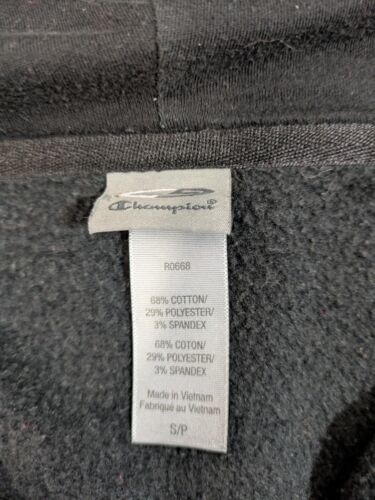 Champion®
R0668
68% COTTON/
29% POLYESTER/
3% SPANDEX
68% COTON/
29% POLYESTER/
3% SPANDEX
Made in Vietnam
Fabriqué au Vietnam
S/P